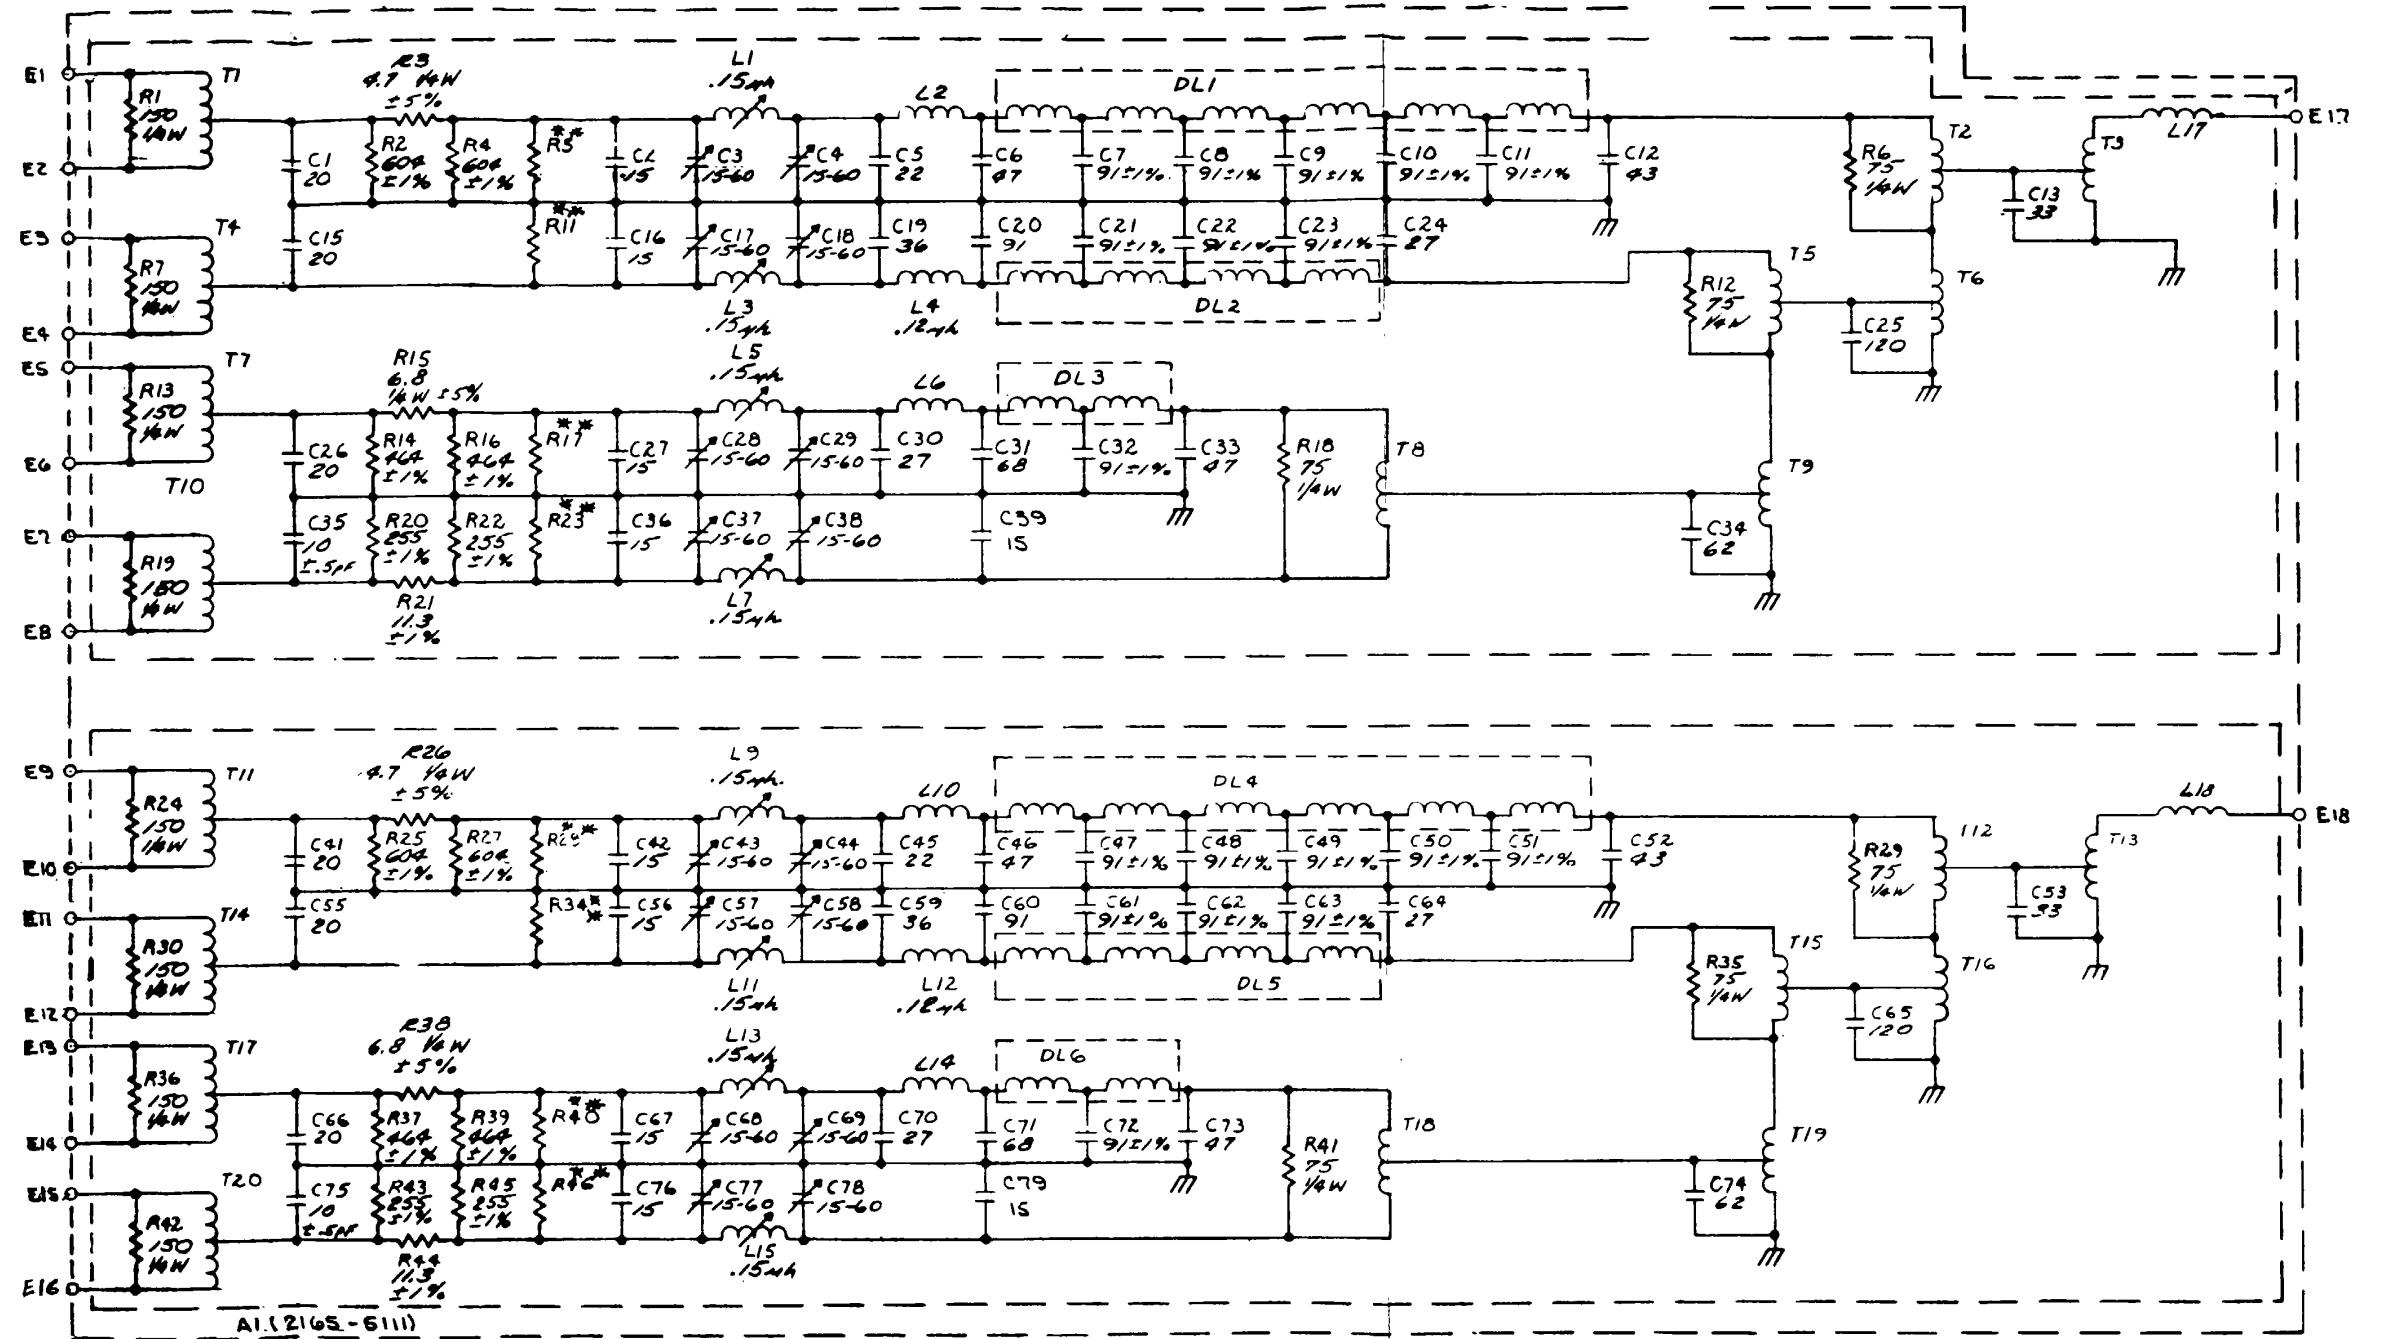 E1
R1
150
1/4W
T1
R3
4.7 1/4W
±5%
L1
.15μh
L2
DL1
E2
C1
20
R2
604
±1%
R4
604
±1%
R5 **
C2
15
C3
15-60
C4
15-60
C5
22
C6
47
C7
91±1%
C8
91±1%
C9
91±1%
C10
91±1%
C11
91±1%
C12
43
R6
75
1/4W
T2
T3
L17
E17
C13
33
E3
R7
150
1/4W
T4
C15
20
R11 **
C16
15
C17
15-60
C18
15-60
C19
36
C20
91
C21
91±1%
C22
91±1%
C23
91±1%
C24
27
E4
L3
.15μh
L4
.12μh
DL2
R12
75
1/4W
T5
T6
C25
120
E5
R13
150
1/4W
T7
R15
6.8
1/4W ±5%
L5
.15μh
L6
DL3
E6
C26
20
R14
464
±1%
R16
464
±1%
R17 **
C27
15
C28
15-60
C29
15-60
C30
27
C31
68
C32
91±1%
C33
47
R18
75
1/4W
T8
T9
C34
62
T10
E7
R19
150
1/4W
C35
10
±.5pF
R20
255
±1%
R22
255
±1%
R23 **
C36
15
C37
15-60
C38
15-60
C39
15
E8
R21
11.3
±1%
L7
.15μh
E9
R24
150
1/4W
T11
R26
4.7 1/4W
±5%
L9
.15μh
L10
DL4
E10
C41
20
R25
604
±1%
R27
604
±1%
**
C42
15
C43
15-60
C44
15-60
C45
22
C46
47
C47
91±1%
C48
91±1%
C49
91±1%
C50
91±1%
C51
91±1%
C52
43
R29
75
1/4W
T12
T13
L18
E18
C53
33
E11
R30
150
1/4W
T14
C55
20
R34 **
C56
15
C57
15-60
C58
15-60
C59
36
C60
91
C61
91±1%
C62
91±1%
C63
91±1%
C64
27
E12
L11
.15μh
L12
.12μh
DL5
R35
75
1/4W
T15
T16
C65
120
E13
R36
150
1/4W
T17
R38
6.8 1/4W
±5%
L13
.15μh
L14
DL6
E14
C66
20
R37
464
±1%
R39
464
±1%
R40 **
C67
15
C68
15-60
C69
15-60
C70
27
C71
68
C72
91±1%
C73
47
R41
75
1/4W
T18
T19
C74
62
E15
R42
150
1/4W
T20
C75
10
±.5pF
R43
255
±1%
R45
255
±1%
R46 **
C76
15
C77
15-60
C78
15-60
C79
15
E16
R44
11.3
±1%
L15
.15μh
A1.(2165-5111)